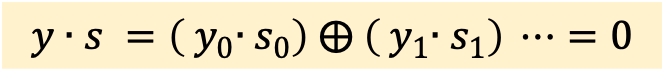 y · s = ( y₀· s₀) ⊕ ( y₁· s₁) ⋯ = 0